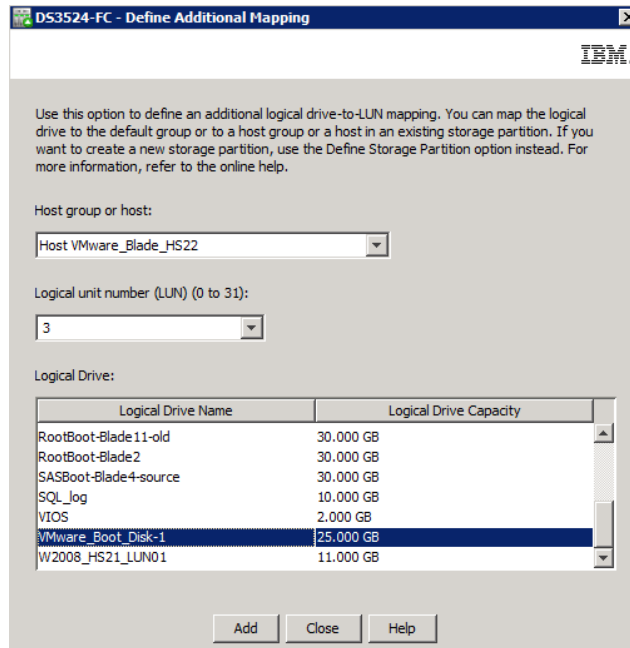 DS3524-FC - Define Additional Mapping
IBM.
Use this option to define an additional logical drive-to-LUN mapping. You can map the logical
drive to the default group or to a host group or a host in an existing storage partition. If you
want to create a new storage partition, use the Define Storage Partition option instead. For
more information, refer to the online help.
Host group or host:
Host VMware_Blade_HS22
Logical unit number (LUN) (0 to 31):
3
Logical Drive:
Logical Drive Name Logical Drive Capacity
RootBoot-Blade11-old 30.000 GB
RootBoot-Blade2 30.000 GB
SASBoot-Blade4-source 30.000 GB
SQL_log 10.000 GB
VIOS 2.000 GB
VMware_Boot_Disk-1 25.000 GB
W2008_HS21_LUN01 11.000 GB
Add Close Help